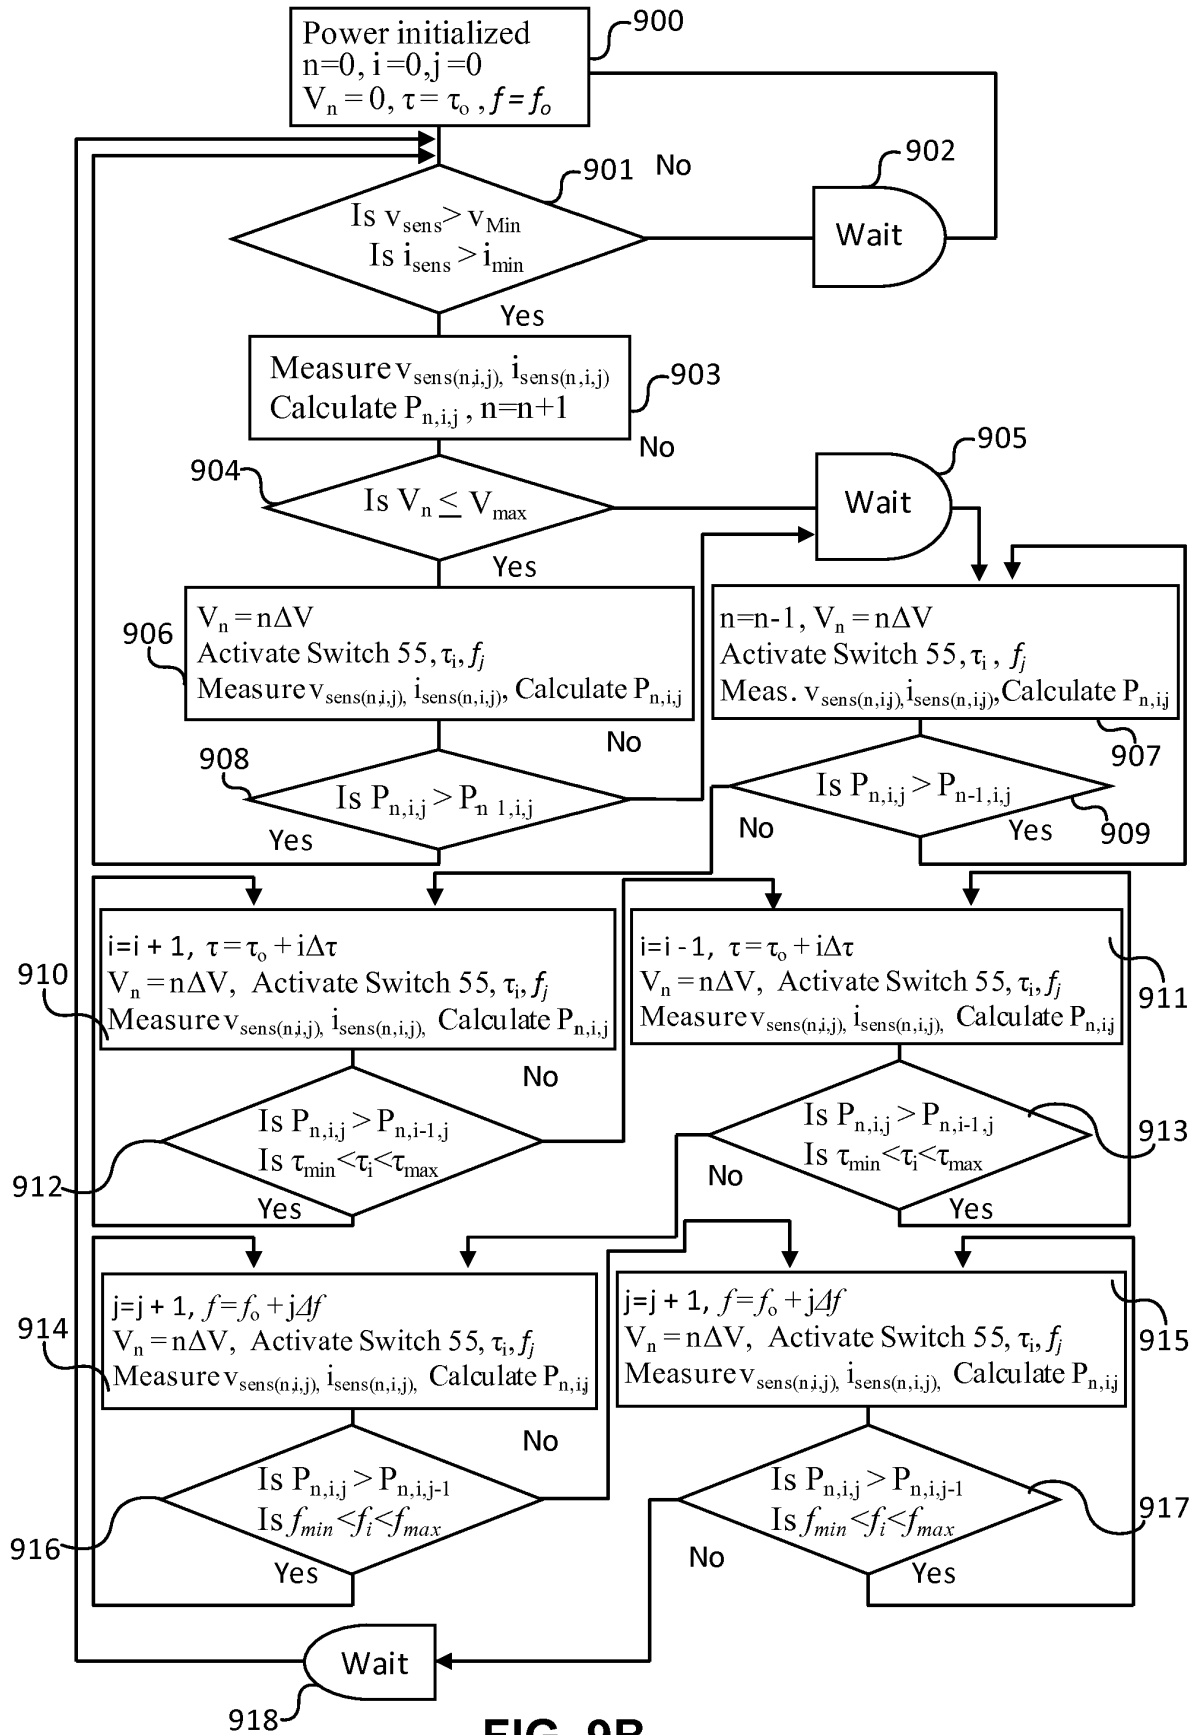 900
Power initialized
n=0, i=0,j=0
Vn = 0, τ = τo , f = fo
901
No
902
Is vsens> vMin
Is isens > imin
Wait
Yes
Measure vsens(n,i,j), isens(n,i,j)
Calculate Pn,i,j , n=n+1
903
No
905
904
Is Vn ≤ Vmax
Wait
Yes
906
Vn = nΔV
Activate Switch 55, τi, fj
Measure vsens(n,i,j), isens(n,i,j), Calculate Pn,i,j
n=n-1, Vn = nΔV
Activate Switch 55, τi , fj
Meas. vsens(n,i,j), isens(n,i,j), Calculate Pn,i,j
No
907
908
Is Pn,i,j > Pn 1,i,j
Is Pn,i,j > Pn-1,i,j
Yes
No
Yes
909
910
i=i + 1, τ = τo + iΔτ
Vn = nΔV, Activate Switch 55, τi, fj
Measure vsens(n,i,j), isens(n,i,j), Calculate Pn,i,j
i=i -1, τ = τo + iΔτ
Vn = nΔV, Activate Switch 55, τi, fj
Measure vsens(n,i,j), isens(n,i,j), Calculate Pn,i,j
911
No
912
Is Pn,i,j > Pn,i-1,j
Is τmin<τi<τmax
Yes
Is Pn,i,j > Pn,i-1,j
Is τmin<τi<τmax
913
No
Yes
914
j=j + 1, f = fo + jΔf
Vn = nΔV, Activate Switch 55, τi, fj
Measure vsens(n,i,j), isens(n,i,j), Calculate Pn,i,j
j=j + 1, f = fo + jΔf
Vn = nΔV, Activate Switch 55, τi, fj
Measure vsens(n,i,j), isens(n,i,j), Calculate Pn,i,j
915
No
916
Is Pn,i,j > Pn,i,j-1
Is fmin <fi<fmax
Yes
Is Pn,i,j > Pn,i,j-1
Is fmin <fi<fmax
917
No
Yes
Wait
918
FIG. 9B